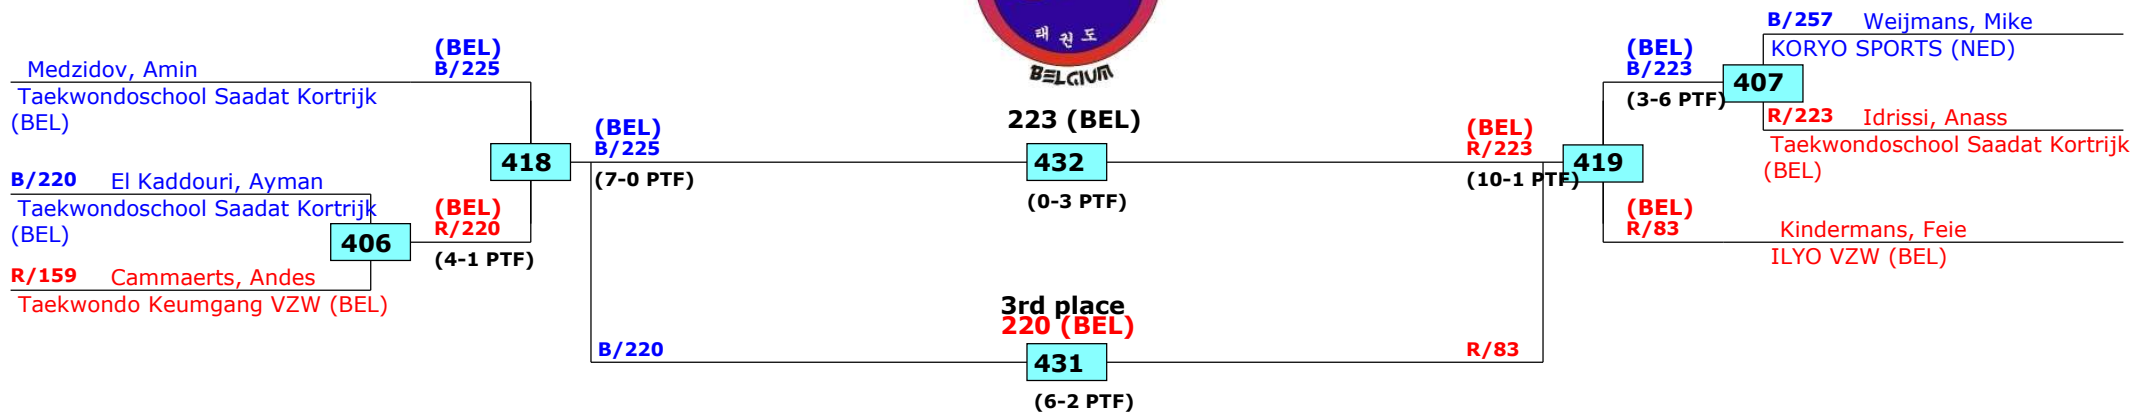 태권도
BELGIUM
Medzidov, Amin
(BEL)
B/225
Taekwondoschool Saadat Kortrijk
(BEL)
B/220 El Kaddouri, Ayman
Taekwondoschool Saadat Kortrijk
(BEL)
406
(BEL)
R/220
(4-1 PTF)
R/159 Cammaerts, Andes
Taekwondo Keumgang VZW (BEL)
418
(BEL)
B/225
(7-0 PTF)
223 (BEL)
432
(0-3 PTF)
3rd place
220 (BEL)
B/220
431
R/83
(6-2 PTF)
(BEL)
R/223
(10-1 PTF)
419
(BEL)
B/223
(3-6 PTF)
407
B/257 Weijmans, Mike
KORYO SPORTS (NED)
R/223 Idrissi, Anass
Taekwondoschool Saadat Kortrijk
(BEL)
(BEL)
R/83
Kindermans, Feie
ILYO VZW (BEL)